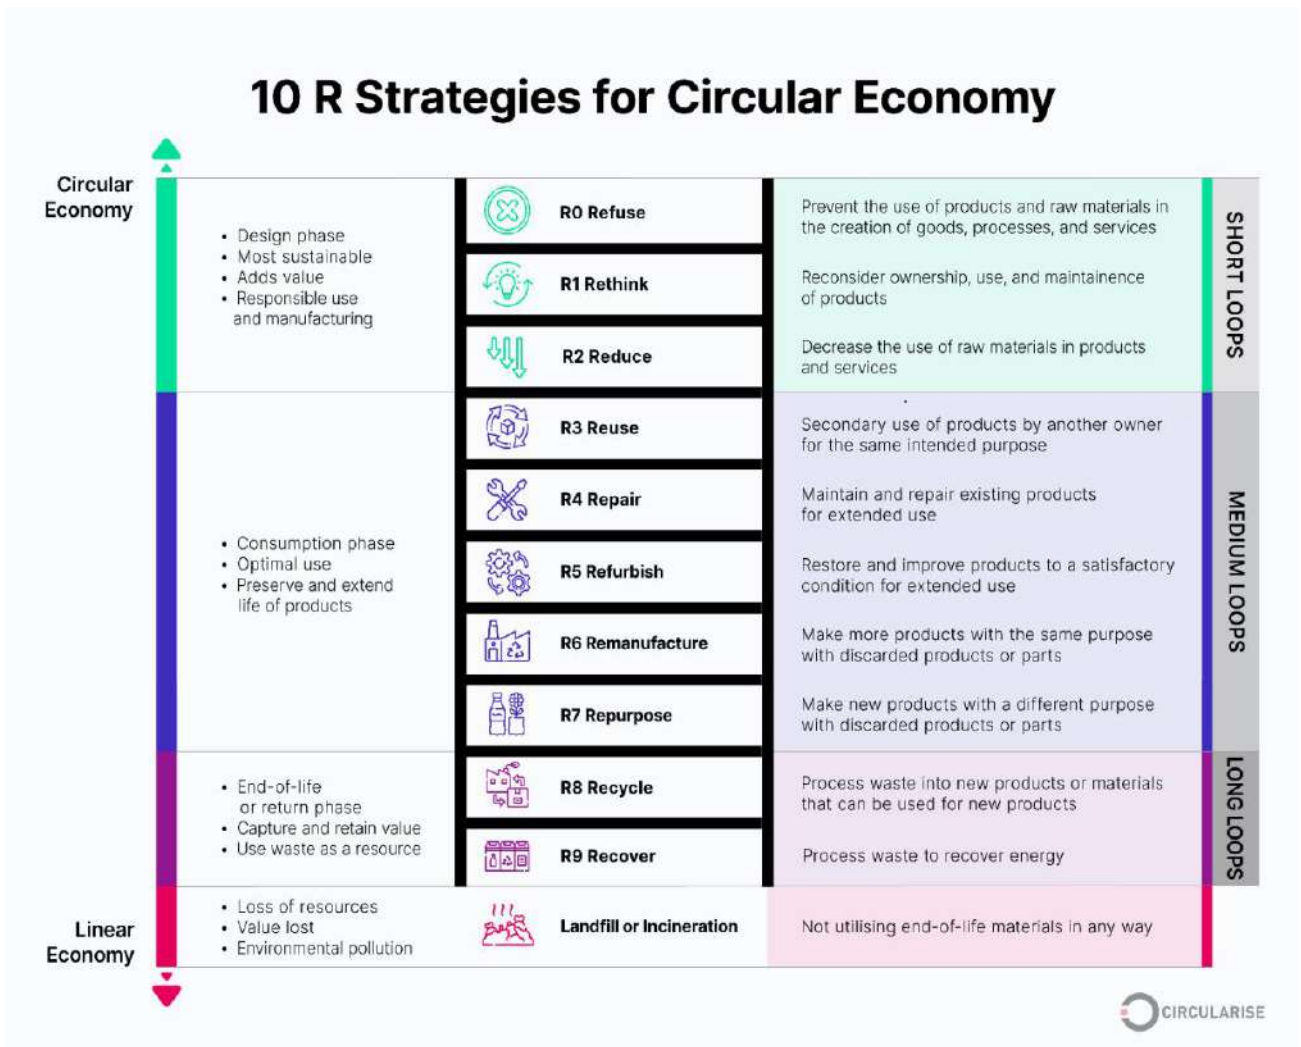 10 R Strategies for Circular Economy
Circular
Economy
• Design phase
• Most sustainable
• Adds value
• Responsible use
and manufacturing
R0 Refuse
Prevent the use of products and raw materials in
the creation of goods, processes, and services
R1 Rethink
Reconsider ownership, use, and maintainence
of products
R2 Reduce
Decrease the use of raw materials in products
and services
SHORT LOOPS
• Consumption phase
• Optimal use
• Preserve and extend
life of products
R3 Reuse
Secondary use of products by another owner
for the same intended purpose
R4 Repair
Maintain and repair existing products
for extended use
R5 Refurbish
Restore and improve products to a satisfactory
condition for extended use
R6 Remanufacture
Make more products with the same purpose
with discarded products or parts
R7 Repurpose
Make new products with a different purpose
with discarded products or parts
MEDIUM LOOPS
• End-of-life
or return phase
• Capture and retain value
• Use waste as a resource
R8 Recycle
Process waste into new products or materials
that can be used for new products
R9 Recover
Process waste to recover energy
LONG LOOPS
Linear
Economy
• Loss of resources
• Value lost
• Environmental pollution
Landfill or Incineration
Not utilising end-of-life materials in any way
CIRCULARISE